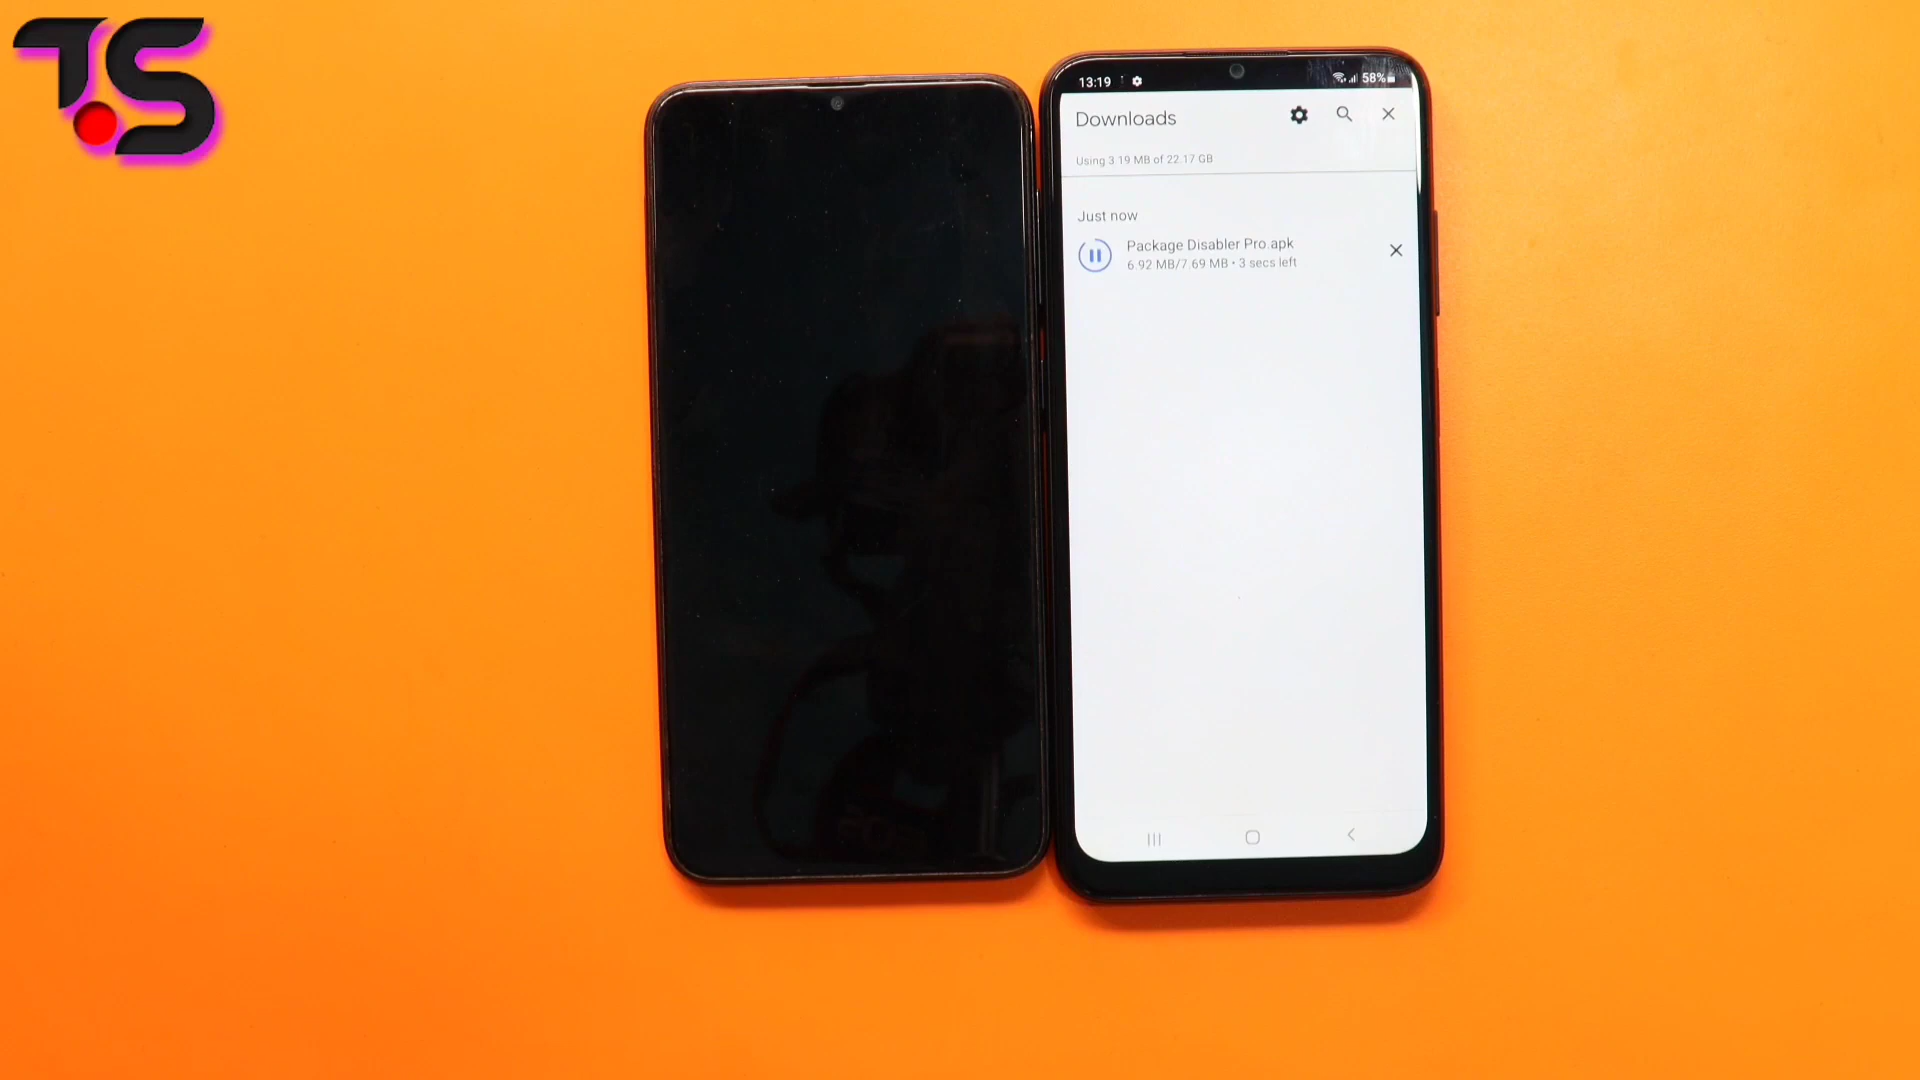 T.S
13:19
58%
Downloads
Using 3.19 MB of 22.17 GB
Just now
Package Disabler Pro.apk
6.92 MB/7.69 MB • 3 secs left